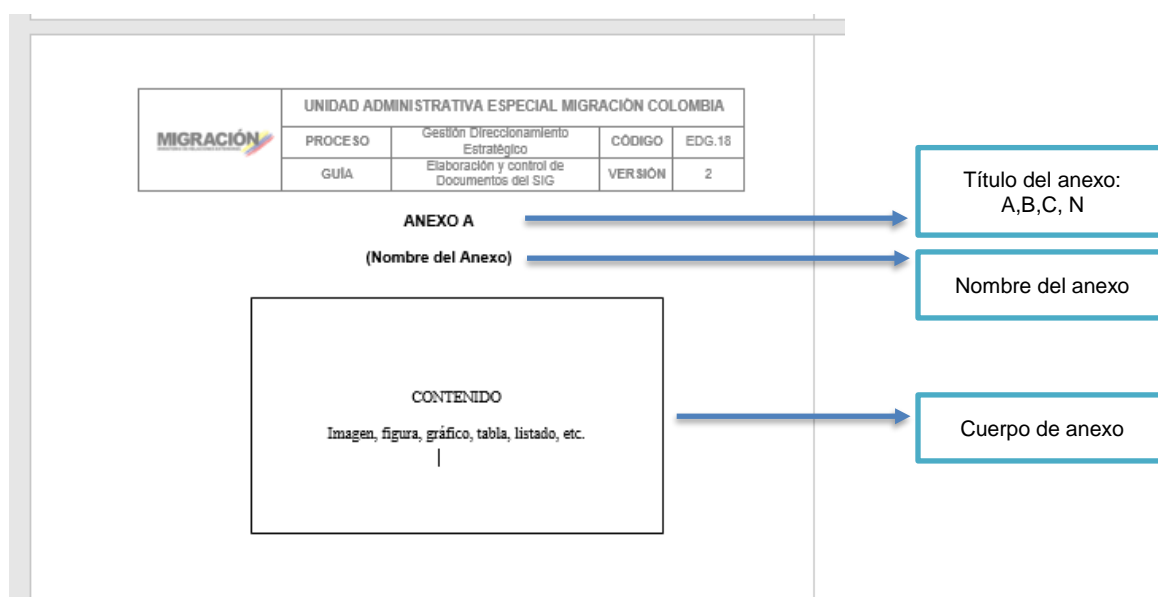 UNIDAD ADMINISTRATIVA ESPECIAL MIGRACIÓN COLOMBIA
MIGRACIÓN
PROCESO
Gestión Direccionamiento
Estratégico
CÓDIGO
EDG.18
GUÍA
Elaboración y control de
Documentos del SIG
VERSIÓN
2
ANEXO A
(Nombre del Anexo)
CONTENIDO
Imagen, figura, gráfico, tabla, listado, etc.
Título del anexo:
A,B,C, N
Nombre del anexo
Cuerpo de anexo